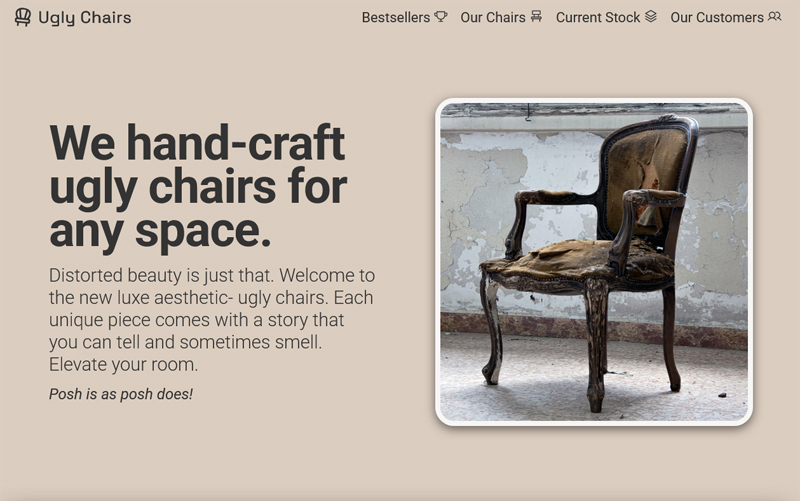 Ugly Chairs
Bestsellers Our Chairs Current Stock Our Customers
We hand-craft
ugly chairs for
any space.
Distorted beauty is just that. Welcome to
the new luxe aesthetic- ugly chairs. Each
unique piece comes with a story that
you can tell and sometimes smell.
Elevate your room.
Posh is as posh does!